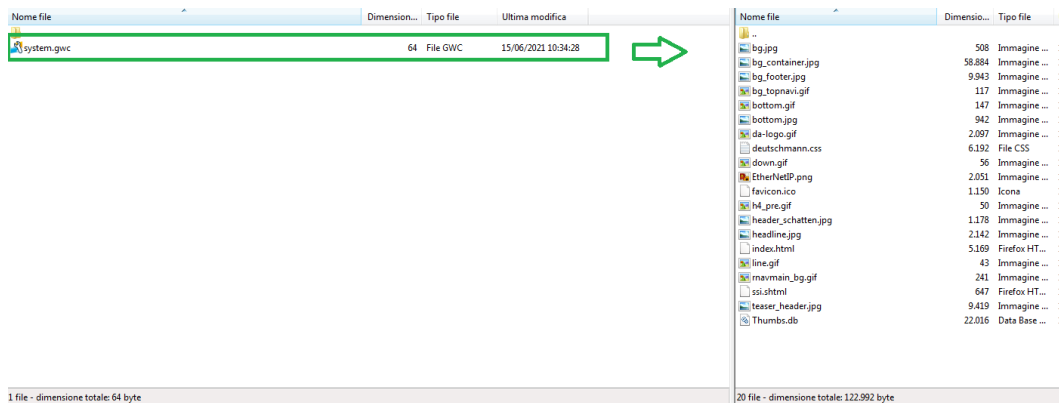 Nome file Dimension... Tipo file Ultima modifica
system.gwc 64 File GWC 15/06/2021 10:34:28
1 file - dimensione totale: 64 byte
Nome file Dimensio... Tipo file
..
bg.jpg 508 Immagine ...
bg_container.jpg 58.884 Immagine ...
bg_footer.jpg 9.943 Immagine ...
bg_topnavi.gif 117 Immagine ...
bottom.gif 147 Immagine ...
bottom.jpg 942 Immagine ...
da-logo.gif 2.097 Immagine ...
deutschmann.css 6.192 File CSS
down.gif 56 Immagine ...
EtherNetIP.png 2.051 Immagine ...
favicon.ico 1.150 Icona
h4_pre.gif 50 Immagine ...
header_schatten.jpg 1.178 Immagine ...
headline.jpg 2.142 Immagine ...
index.html 5.169 Firefox HT...
line.gif 43 Immagine ...
rnavmain_bg.gif 241 Immagine ...
ssi.shtml 647 Firefox HT...
teaser_header.jpg 9.419 Immagine ...
Thumbs.db 22.016 Data Base ...
20 file - dimensione totale: 122.992 byte